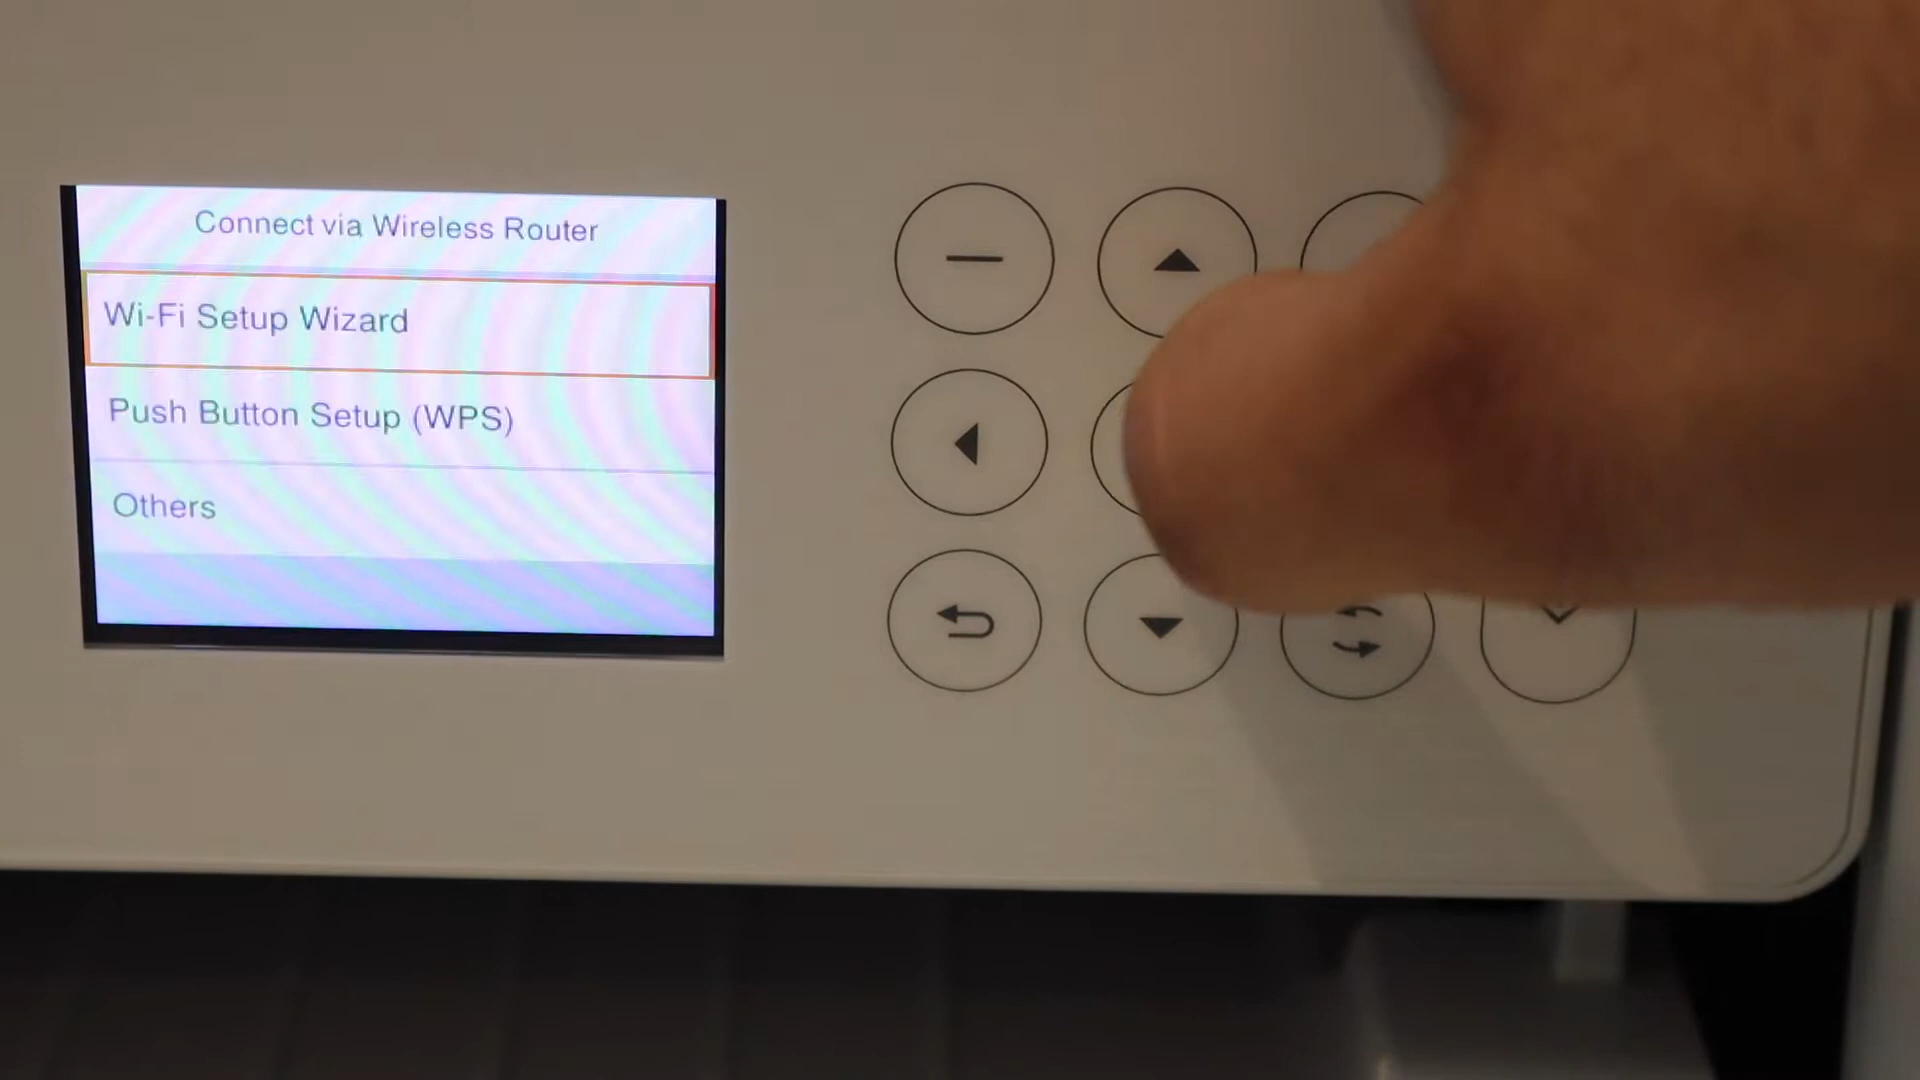 Connect via Wireless Router
Wi-Fi Setup Wizard
Push Button Setup (WPS)
Others